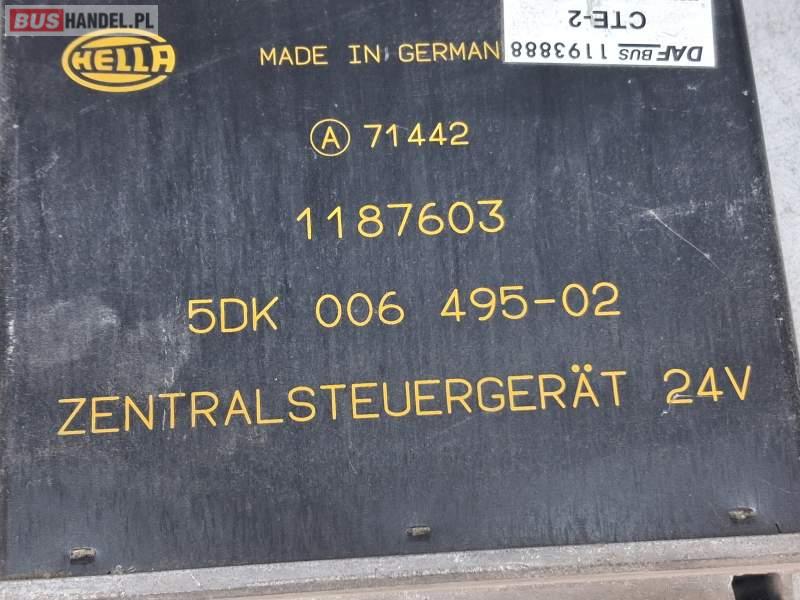 BUSHANDEL.PL
HELLA
MADE IN GERMAN
DAF BUS 1193888
CTE-2
A 71442
1187603
5DK 006 495-02
ZENTRALSTEUERGERÄT 24V